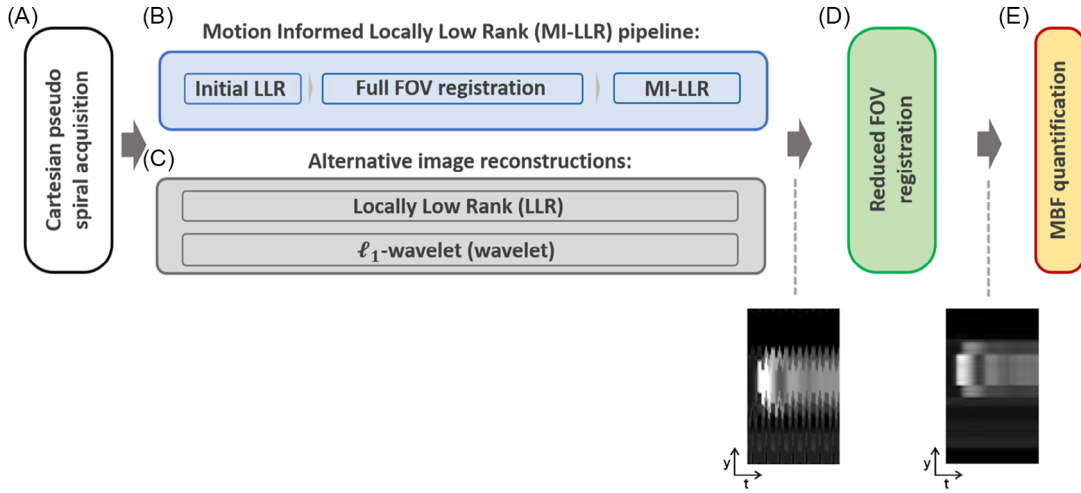 (A)
Cartesian pseudo
spiral acquisition
(B)
Motion Informed Locally Low Rank (MI-LLR) pipeline:
Initial LLR
Full FOV registration
MI-LLR
(C)
Alternative image reconstructions:
Locally Low Rank (LLR)
ℓ₁-wavelet (wavelet)
(D)
Reduced FOV
registration
(E)
MBF quantification
y
t
y
t